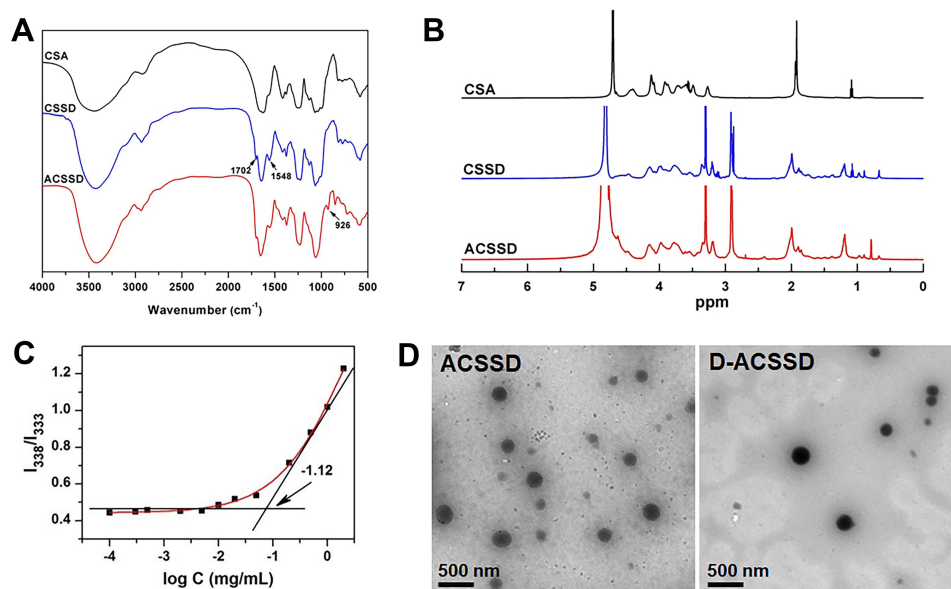 A
CSA
CSSD
ACSSD
1702
1548
926
4000 3500 3000 2500 2000 1500 1000 500
Wavenumber (cm⁻¹)
B
CSA
CSSD
ACSSD
7 6 5 4 3 2 1 0
ppm
C
I₃₃₈/I₃₃₃
1.2
1.0
0.8
0.6
0.4
-1.12
-4 -3 -2 -1 0
log C (mg/mL)
D
ACSSD
500 nm
D-ACSSD
500 nm